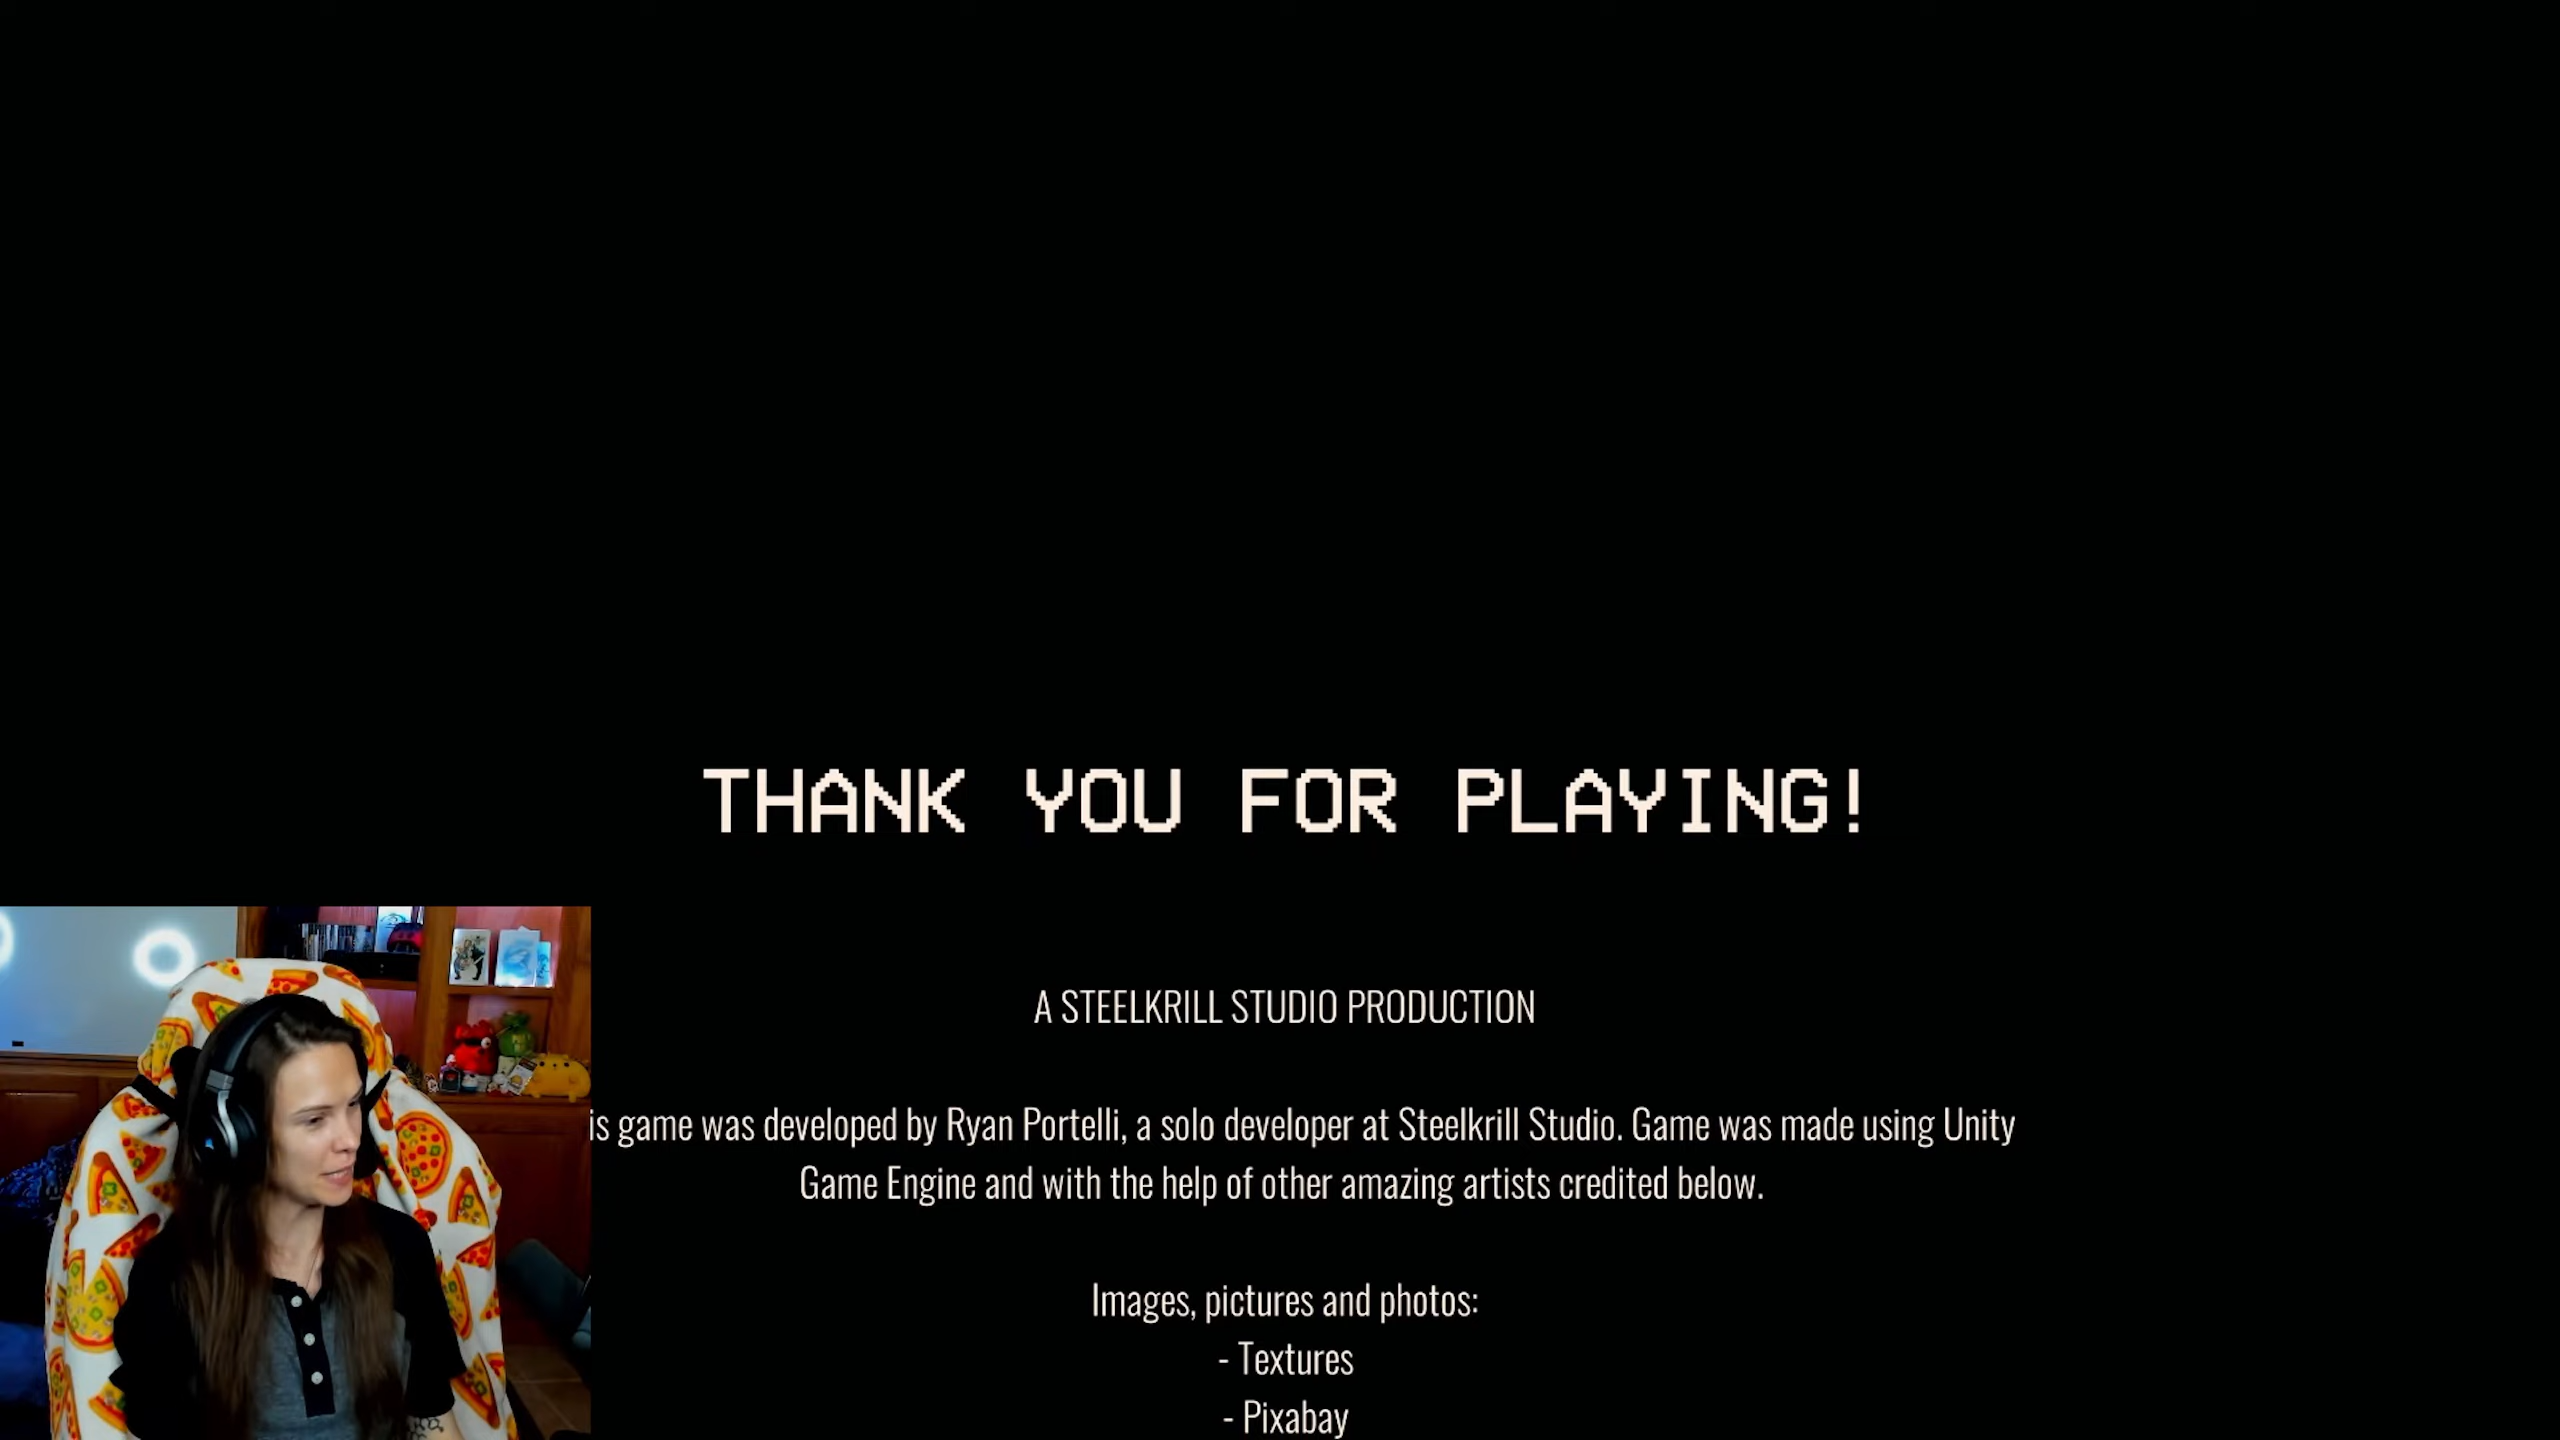 THANK YOU FOR PLAYING!
A STEELKRILL STUDIO PRODUCTION
is game was developed by Ryan Portelli, a solo developer at Steelkrill Studio. Game was made using Unity
Game Engine and with the help of other amazing artists credited below.
Images, pictures and photos:
- Textures
- Pixabay